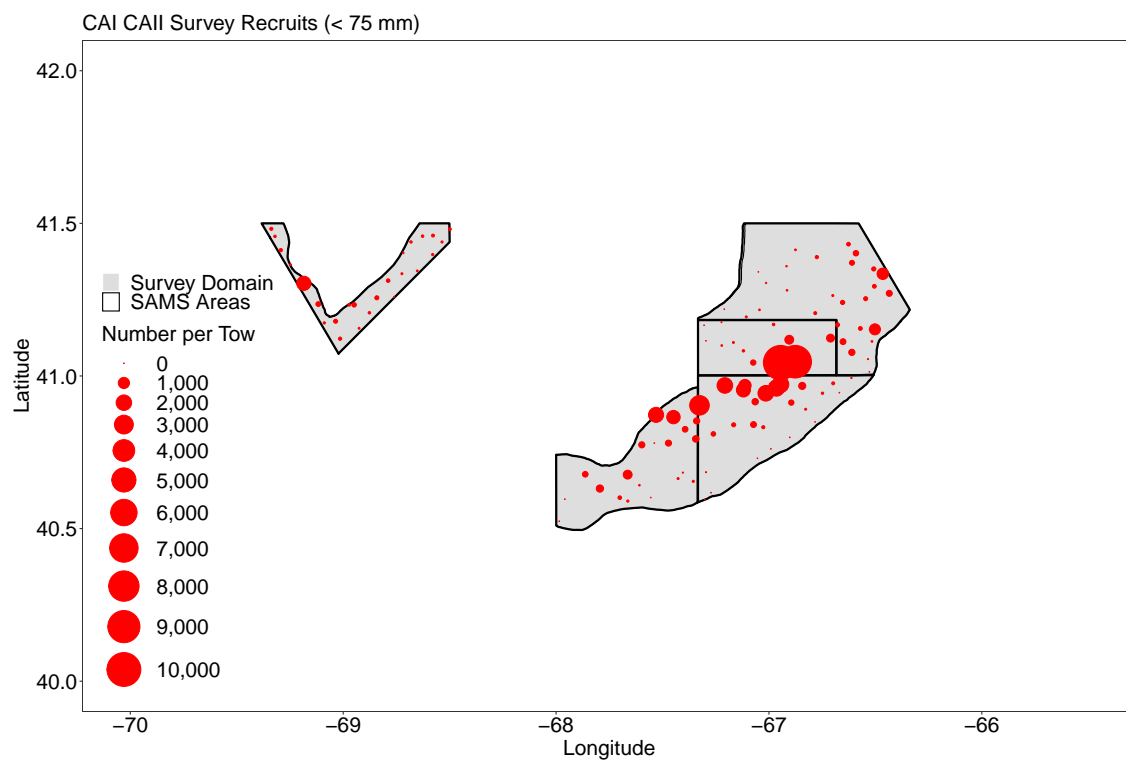 CAI CAII Survey Recruits (< 75 mm)
42.0
41.5
41.0
40.5
40.0
Latitude
Survey Domain
SAMS Areas
Number per Tow
0
1,000
2,000
3,000
4,000
5,000
6,000
7,000
8,000
9,000
10,000
−70 −69 −68 −67 −66
Longitude